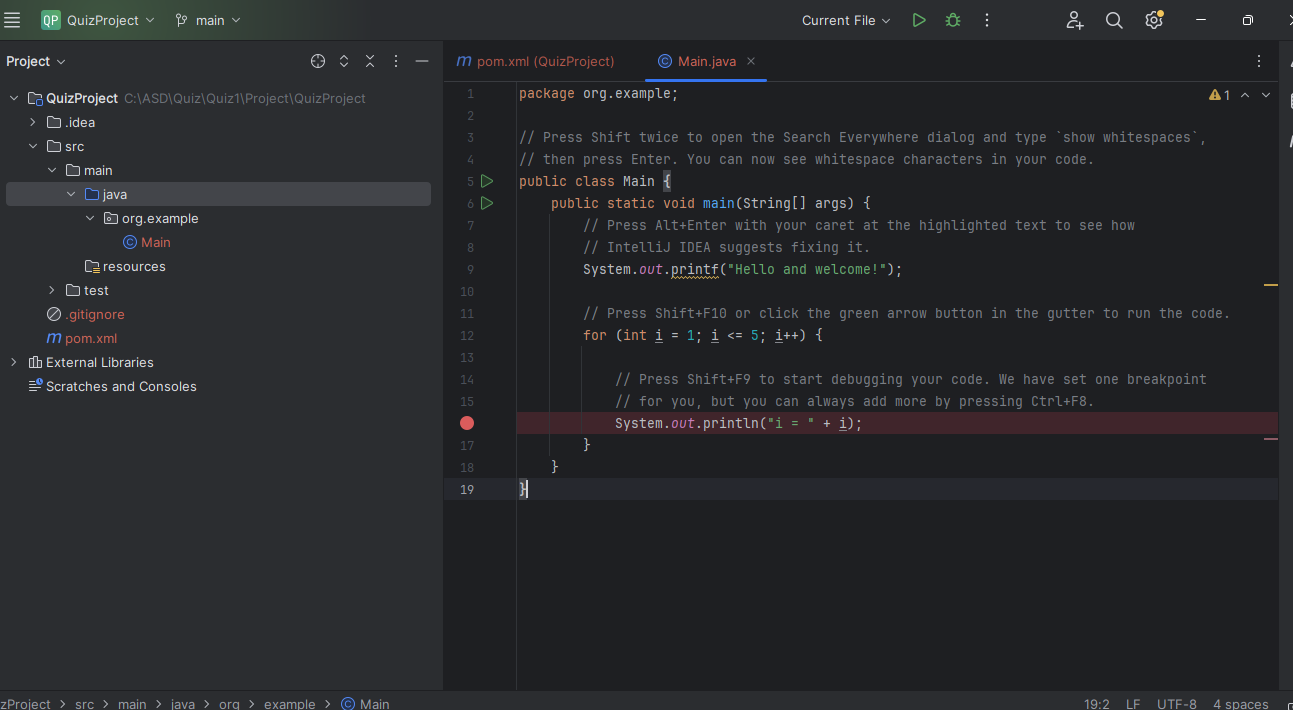 QP QuizProject main Current File
Project
pom.xml (QuizProject) Main.java
QuizProject C:\ASD\Quiz\Quiz1\Project\QuizProject
.idea
src
main
java
org.example
Main
resources
test
.gitignore
pom.xml
External Libraries
Scratches and Consoles
1 package org.example;
2
3 // Press Shift twice to open the Search Everywhere dialog and type `show whitespaces`,
4 // then press Enter. You can now see whitespace characters in your code.
5 public class Main {
6 public static void main(String[] args) {
7 // Press Alt+Enter with your caret at the highlighted text to see how
8 // IntelliJ IDEA suggests fixing it.
9 System.out.printf("Hello and welcome!");
10
11 // Press Shift+F10 or click the green arrow button in the gutter to run the code.
12 for (int i = 1; i <= 5; i++) {
13
14 // Press Shift+F9 to start debugging your code. We have set one breakpoint
15 // for you, but you can always add more by pressing Ctrl+F8.
System.out.println("i = " + i);
17 }
18 }
19 }
1
zProject > src > main > java > org > example > Main 19:2 LF UTF-8 4 spaces